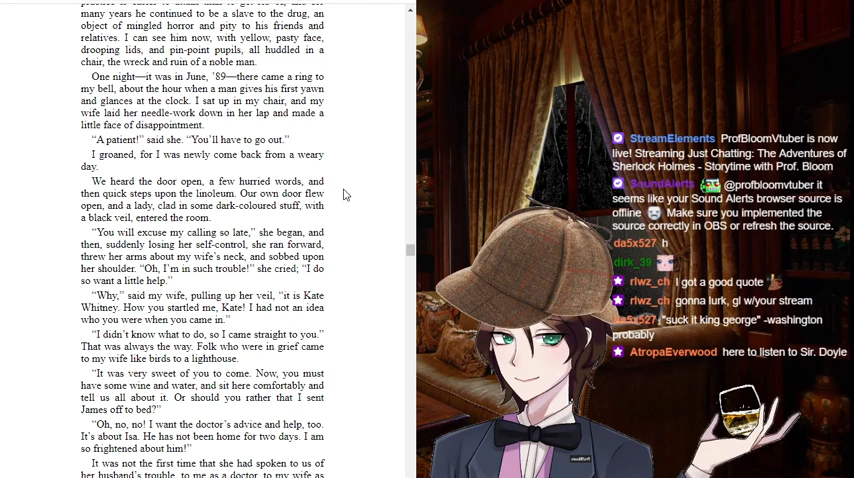 many years he continued to be a slave to the drug, an
object of mingled horror and pity to his friends and
relatives. I can see him now, with yellow, pasty face,
drooping lids, and pin-point pupils, all huddled in a
chair, the wreck and ruin of a noble man.
One night—it was in June, ’89—there came a ring to
my bell, about the hour when a man gives his first yawn
and glances at the clock. I sat up in my chair, and my
wife laid her needle-work down in her lap and made a
little face of disappointment.
“A patient!” said she. “You’ll have to go out.”
I groaned, for I was newly come back from a weary
day.
We heard the door open, a few hurried words, and
then quick steps upon the linoleum. Our own door flew
open, and a lady, clad in some dark-coloured stuff, with
a black veil, entered the room.
“You will excuse my calling so late,” she began, and
then, suddenly losing her self-control, she ran forward,
threw her arms about my wife’s neck, and sobbed upon
her shoulder. “Oh, I’m in such trouble!” she cried; “I do
so want a little help.”
“Why,” said my wife, pulling up her veil, “it is Kate
Whitney. How you startled me, Kate! I had not an idea
who you were when you came in.”
“I didn’t know what to do, so I came straight to you.”
That was always the way. Folk who were in grief came
to my wife like birds to a lighthouse.
“It was very sweet of you to come. Now, you must
have some wine and water, and sit here comfortably and
tell us all about it. Or should you rather that I sent
James off to bed?”
“Oh, no, no! I want the doctor’s advice and help, too.
It’s about Isa. He has not been home for two days. I am
so frightened about him!”
It was not the first time that she had spoken to us of
her husband’s trouble, to me as a doctor, to my wife as
StreamElements ProfBloomVtuber is now
live! Streaming Just Chatting: The Adventures of
Sherlock Holmes - Storytime with Prof. Bloom
SoundAlerts @profbloomvtuber it
seems like your Sound Alerts browser source is
offline Make sure you implemented the
source correctly in OBS or refresh the source.
da5x527 h
dirk_39
rlwz_ch I got a good quote
rlwz_ch gonna lurk, gl w/your stream
da5x527 "suck it king george" -washington
probably
AtropaEverwood here to listen to Sir. Doyle